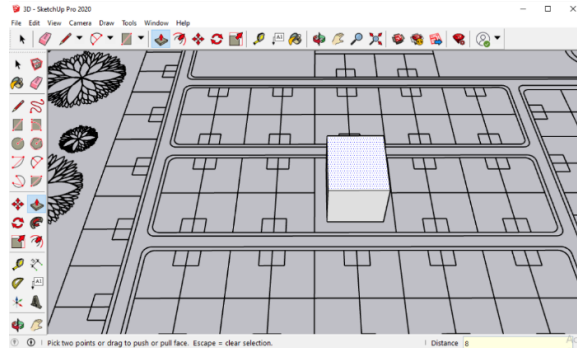 3D - SketchUp Pro 2020
File Edit View Camera Draw Tools Window Help
Pick two points or drag to push or pull face. Escape = clear selection.
Distance 8